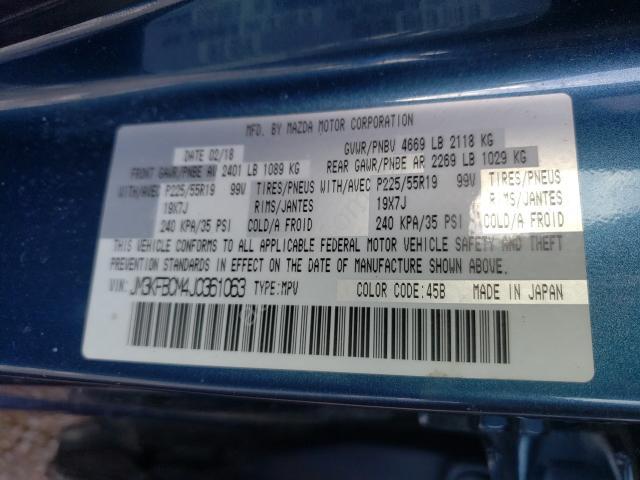 MFD. BY MAZDA MOTOR CORPORATION
DATE 02/18 GVWR/PNBV 4669 LB 2118 KG
FRONT GAWR/PNBE AV 2401 LB 1089 KG REAR GAWR/PNBE AR 2269 LB 1029 KG
WITH/AVEC P225/55R19 99V TIRES/PNEUS WITH/AVEC P225/55R19 99V TIRES/PNEUS
19X7J RIMS/JANTES 19X7J RIMS/JANTES
240 KPA/35 PSI COLD/A FROID 240 KPA/35 PSI COLD/A FROID
THIS VEHICLE CONFORMS TO ALL APPLICABLE FEDERAL MOTOR VEHICLE SAFETY AND THEFT
PREVENTION STANDARDS IN EFFECT ON THE DATE OF MANUFACTURE SHOWN ABOVE.
VIN: JM3KFBCM4J0361063 TYPE:MPV COLOR CODE:45B MADE IN JAPAN